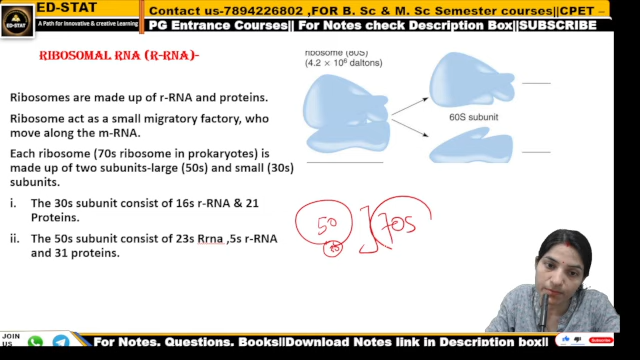 ED-STAT
A Path for Innovative & creative Learning
Contact us-7894226802 ,FOR B. Sc & M. Sc Semester courses||CPET –
PG Entrance Courses || For Notes check Description Box||SUBSCRIBE
RIBOSOMAL RNA (R-RNA)-
ribosome (80S)
(4.2 × 10⁶ daltons)
60S subunit
Ribosomes are made up of r-RNA and proteins.
Ribosome act as a small migratory factory, who
move along the m-RNA.
Each ribosome (70s ribosome in prokaryotes) is
made up of two subunits-large (50s) and small (30s)
subunits.
i. The 30s subunit consist of 16s r-RNA & 21
Proteins.
ii. The 50s subunit consist of 23s Rrna ,5s r-RNA
and 31 proteins.
50
70s
JOIN US
For Notes, Questions, Books||Download Notes link in Description box||